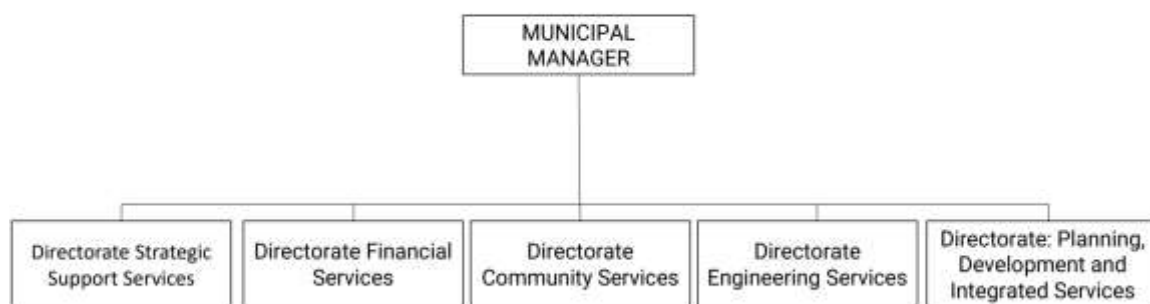 MUNICIPAL
MANAGER
Directorate Strategic
Support Services
Directorate Financial
Services
Directorate
Community Services
Directorate
Engineering Services
Directorate: Planning,
Development and
Integrated Services